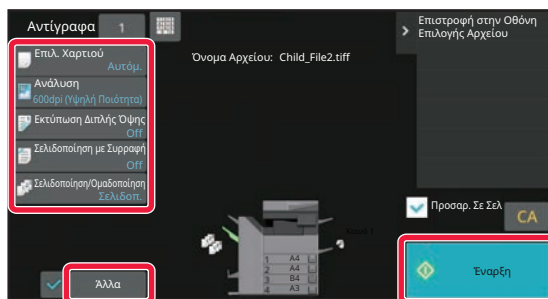 Αντίγραφα 1
Επιστροφή στην Οθόνη
Επιλογής Αρχείου
Επιλ. Χαρτιού
Αυτόμ.
Όνομα Αρχείου: Child_File2.tiff
Ανάλυση
600dpi (Υψηλή Ποιότητα)
Εκτύπωση Διπλής Όψης
Off
Σελιδοποίηση με Συρραφή
Off
Σελιδοποίηση/Ομαδοποίηση
Σελιδοπ.
Προσαρ. Σε Σελ
CA
1 A4
2 A4
3 B4
4 A3
Άλλα
Έναρξη